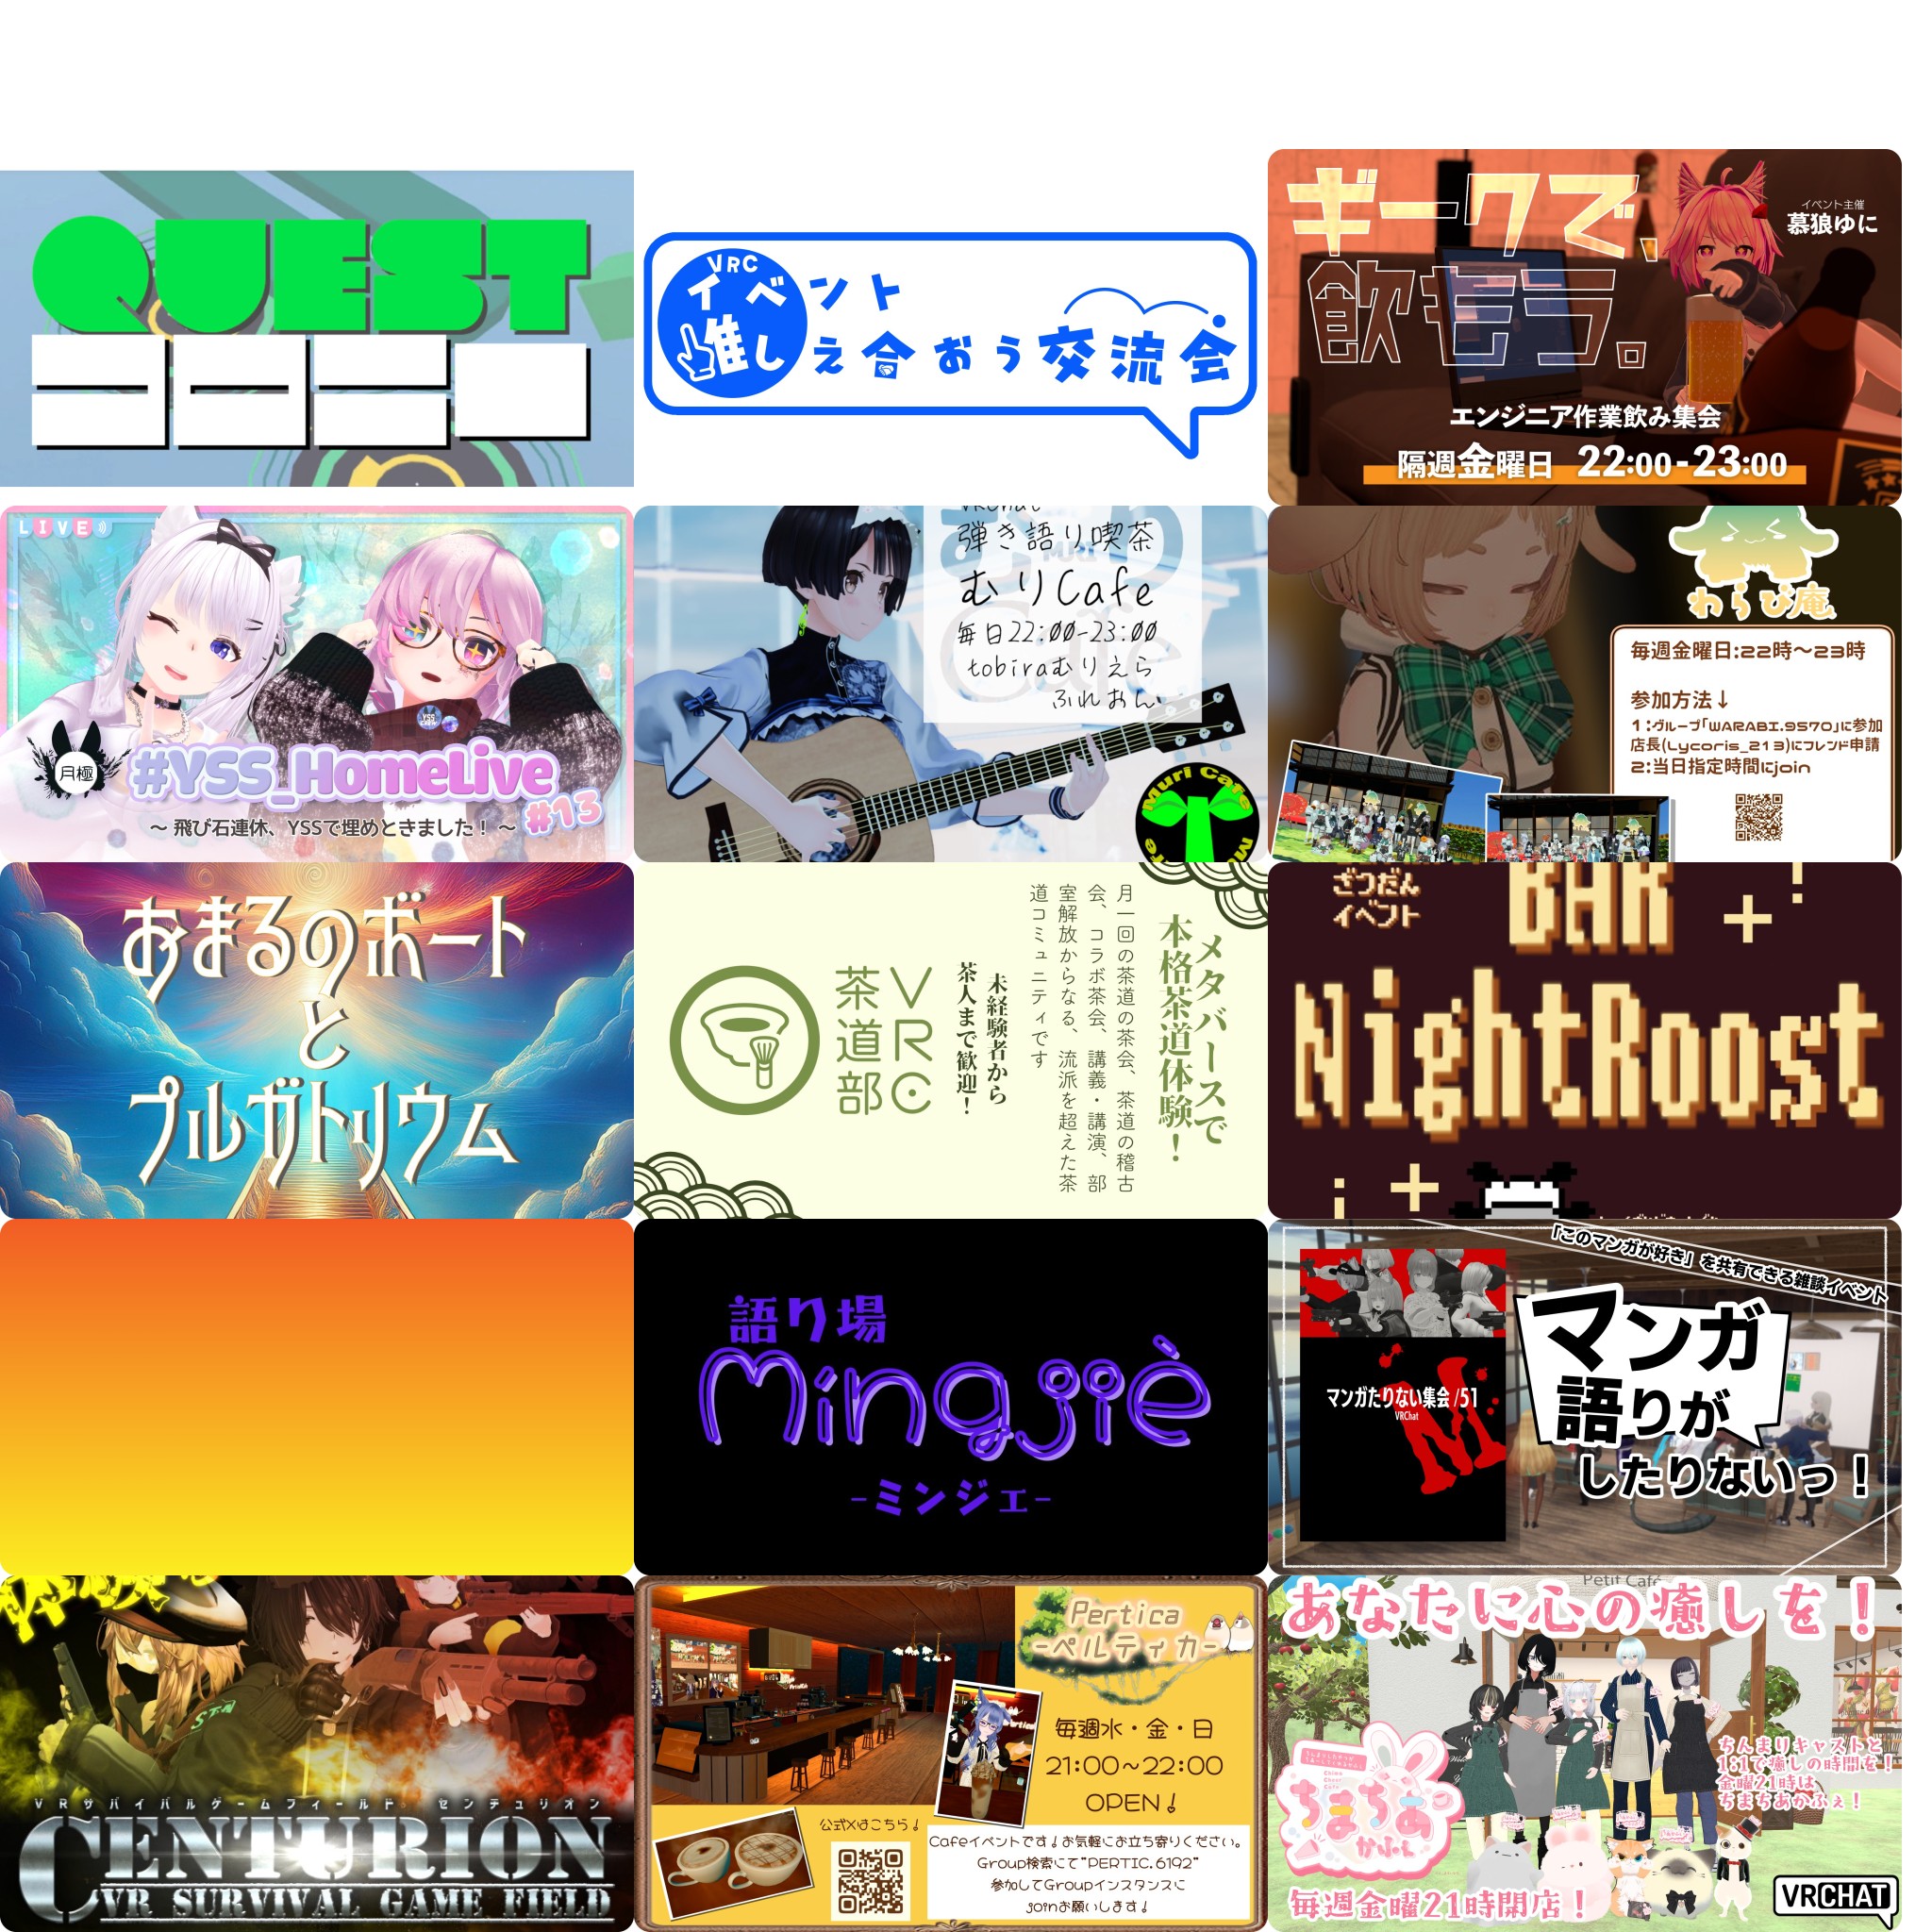 QUEST
コロニー
VRC
イベント
推し え合おう交流会
ギークで、
飲もう。
イベント主催
慕狼ゆに
エンジニア作業飲み集会
隔週金曜日 22:00-23:00
LIVE
YSS
月極
#YSS_HomeLive
#13
～ 飛び石連休、YSSで埋めときました！ ～
VRChat
弾き語り喫茶
むりCafe
毎日22:00-23:00
tobiraむりえら
ふれおん
Muri Cafe
わらび庵
毎週金曜日:22時～23時
参加方法↓
1:グループ「WARABI.9570」に参加
店長(Lycoris_213)にフレンド申請
2:当日指定時間にjoin
あまるのボート
と
プルガトリウム
メタバースで
本格茶道体験！
月一回の茶道の茶会、茶道の稽古
会、コラボ茶会、講義・講演、部
室解放からなる、流派を超えた茶
道コミュニティです
未経験者から
茶人まで歓迎！
VRC
茶道部
ざつだん
イベント
BAR
NightRoost
語り場
Mingjiè
-ミンジェ-
「このマンガが好き」を共有できる雑談イベント
マンガ
語りが
したりないっ！
マンガたりない集会 /51
VRChat
M
VRサバイバルゲームフィールド センチュリオン
CENTURION
VR SURVIVAL GAME FIELD
Pertica
-ペルティカ-
毎週水・金・日
21:00～22:00
OPEN！
公式Xはこちら！
Cafeイベントです！お気軽にお立ち寄りください。
Group検索にて"PERTIC.6192"
参加してGroupインスタンスに
joinお願いします！
Petit Café
あなたに心の癒しを！
ちまちあ
かふぇ
ちんまりキャストと
1:1で癒しの時間を！
金曜21時は、
ちまちあかふぇ！
毎週金曜21時開店！
VRCHAT